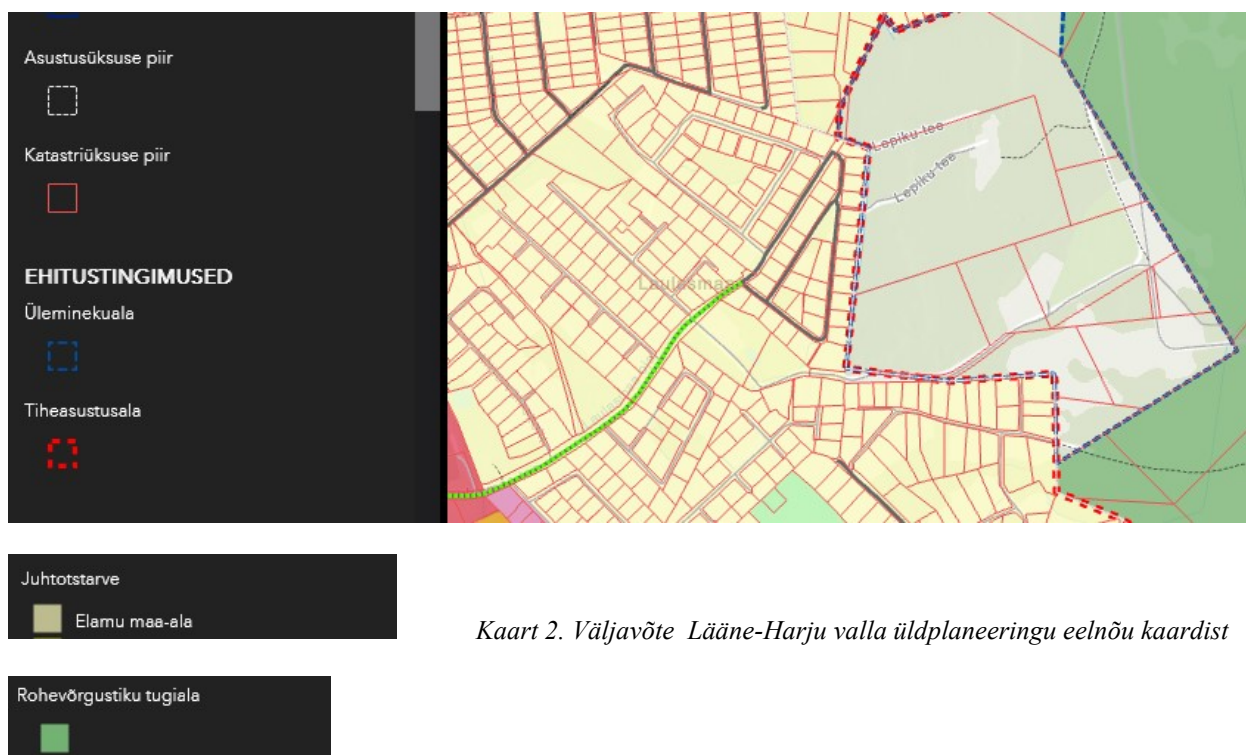 Asustusüksuse piir
Katastriüksuse piir
EHITUSTINGIMUSED
Üleminekuala
Tiheasustusala
Lepiku tee
Lepiku tee
Laulasmaa
Juhtotstarve
Elamu maa-ala
Kaart 2. Väljavõte Lääne-Harju valla üldplaneeringu eelnõu kaardist
Rohevõrgustiku tugiala